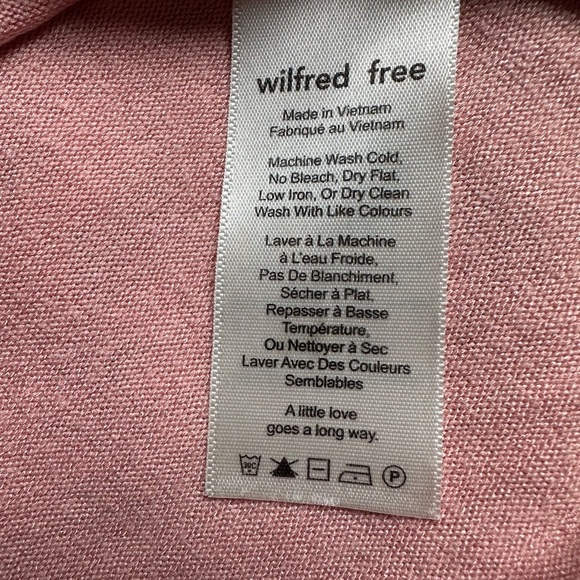 wilfred free
Made in Vietnam
Fabriqué au Vietnam
Machine Wash Cold,
No Bleach, Dry Flat,
Low Iron, Or Dry Clean
Wash With Like Colours
Laver à La Machine
à L'eau Froide,
Pas De Blanchiment,
Sécher à Plat,
Repasser à Basse
Température,
Ou Nettoyer à Sec
Laver Avec Des Couleurs
Semblables
A little love
goes a long way.
30C P